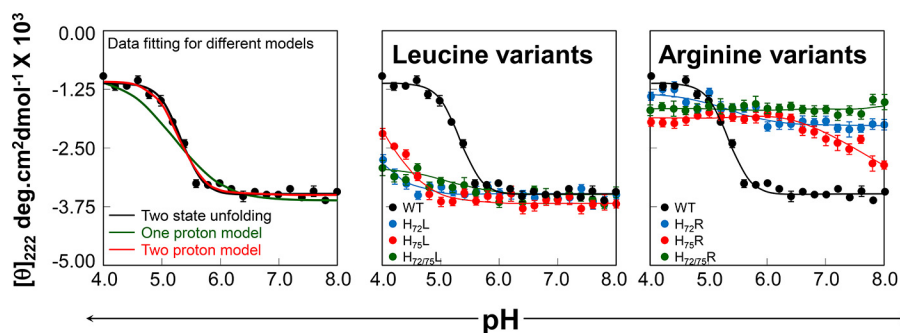 [θ]222 deg.cm2dmol-1 X 103
0.00
-1.25
-2.50
-3.75
-5.00
Data fitting for different models
Two state unfolding
One proton model
Two proton model
4.0 5.0 6.0 7.0 8.0
Leucine variants
WT
H72L
H75L
H72/75L
4.0 5.0 6.0 7.0 8.0
Arginine variants
WT
H72R
H75R
H72/75R
4.0 5.0 6.0 7.0 8.0
pH